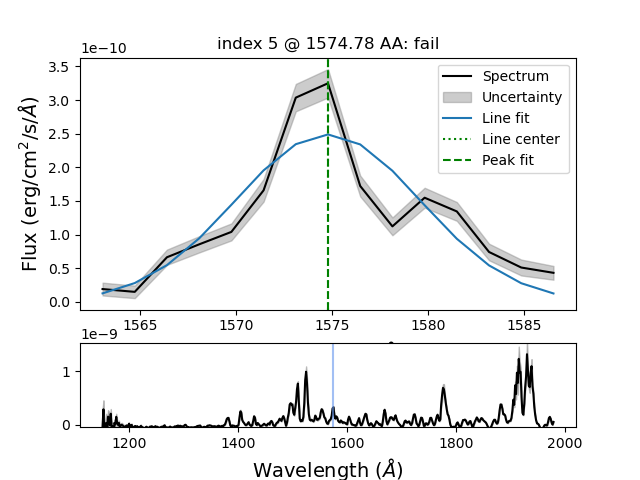 index 5 @ 1574.78 AA: fail
1e−10
3.5
3.0
2.5
2.0
1.5
1.0
0.5
0.0
Flux (erg/cm²/s/Å)
Spectrum
Uncertainty
Line fit
Line center
Peak fit
1565 1570 1575 1580 1585
1e−9
1
0
1200 1400 1600 1800 2000
Wavelength (Å)